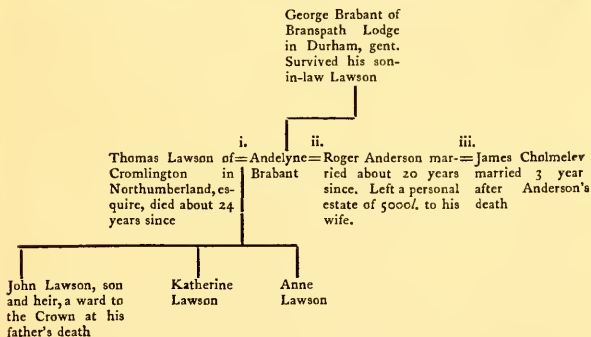 George Brabant of
Branspath Lodge
in Durham, gent.
Survived his son-
in-law Lawson
i.
ii.
iii.
Thomas Lawson of=Andelyne=Roger Anderson mar-=James Cholmeley
Cromlington in Brabant ried about 20 years married 3 year
Northumberland, es- since. Left a personal after Anderson's
quire, died about 24 estate of 5000l. to his death
years since wife.
John Lawson, son
and heir, a ward to
the Crown at his
father's death
Katherine
Lawson
Anne
Lawson